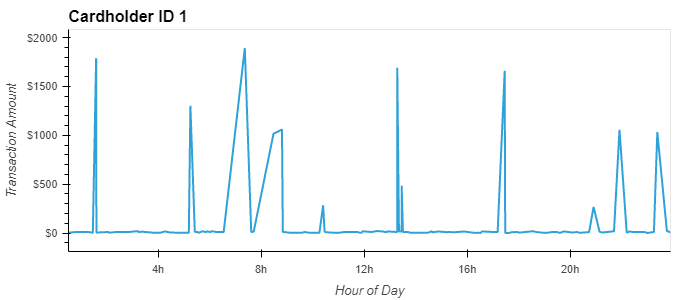 Cardholder ID 1
$2000
$1500
$1000
$500
$0
Transaction Amount
4h 8h 12h 16h 20h
Hour of Day